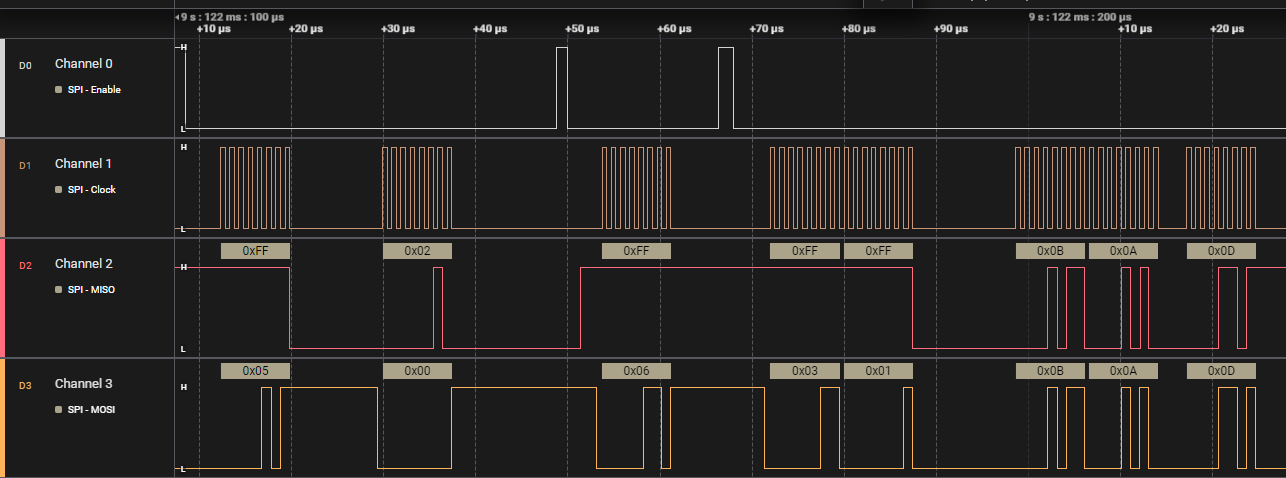 9 s : 122 ms : 100 µs
9 s : 122 ms : 200 µs
+10 µs +20 µs +30 µs +40 µs +50 µs +60 µs +70 µs +80 µs +90 µs +10 µs +20 µs
D0 Channel 0 H
SPI - Enable
L
D1 Channel 1 H
SPI - Clock
L
0xFF 0x02 0xFF 0xFF 0xFF 0x0B 0x0A 0x0D
D2 Channel 2 H
SPI - MISO
L
0x05 0x00 0x06 0x03 0x01 0x0B 0x0A 0x0D
D3 Channel 3 H
SPI - MOSI
L